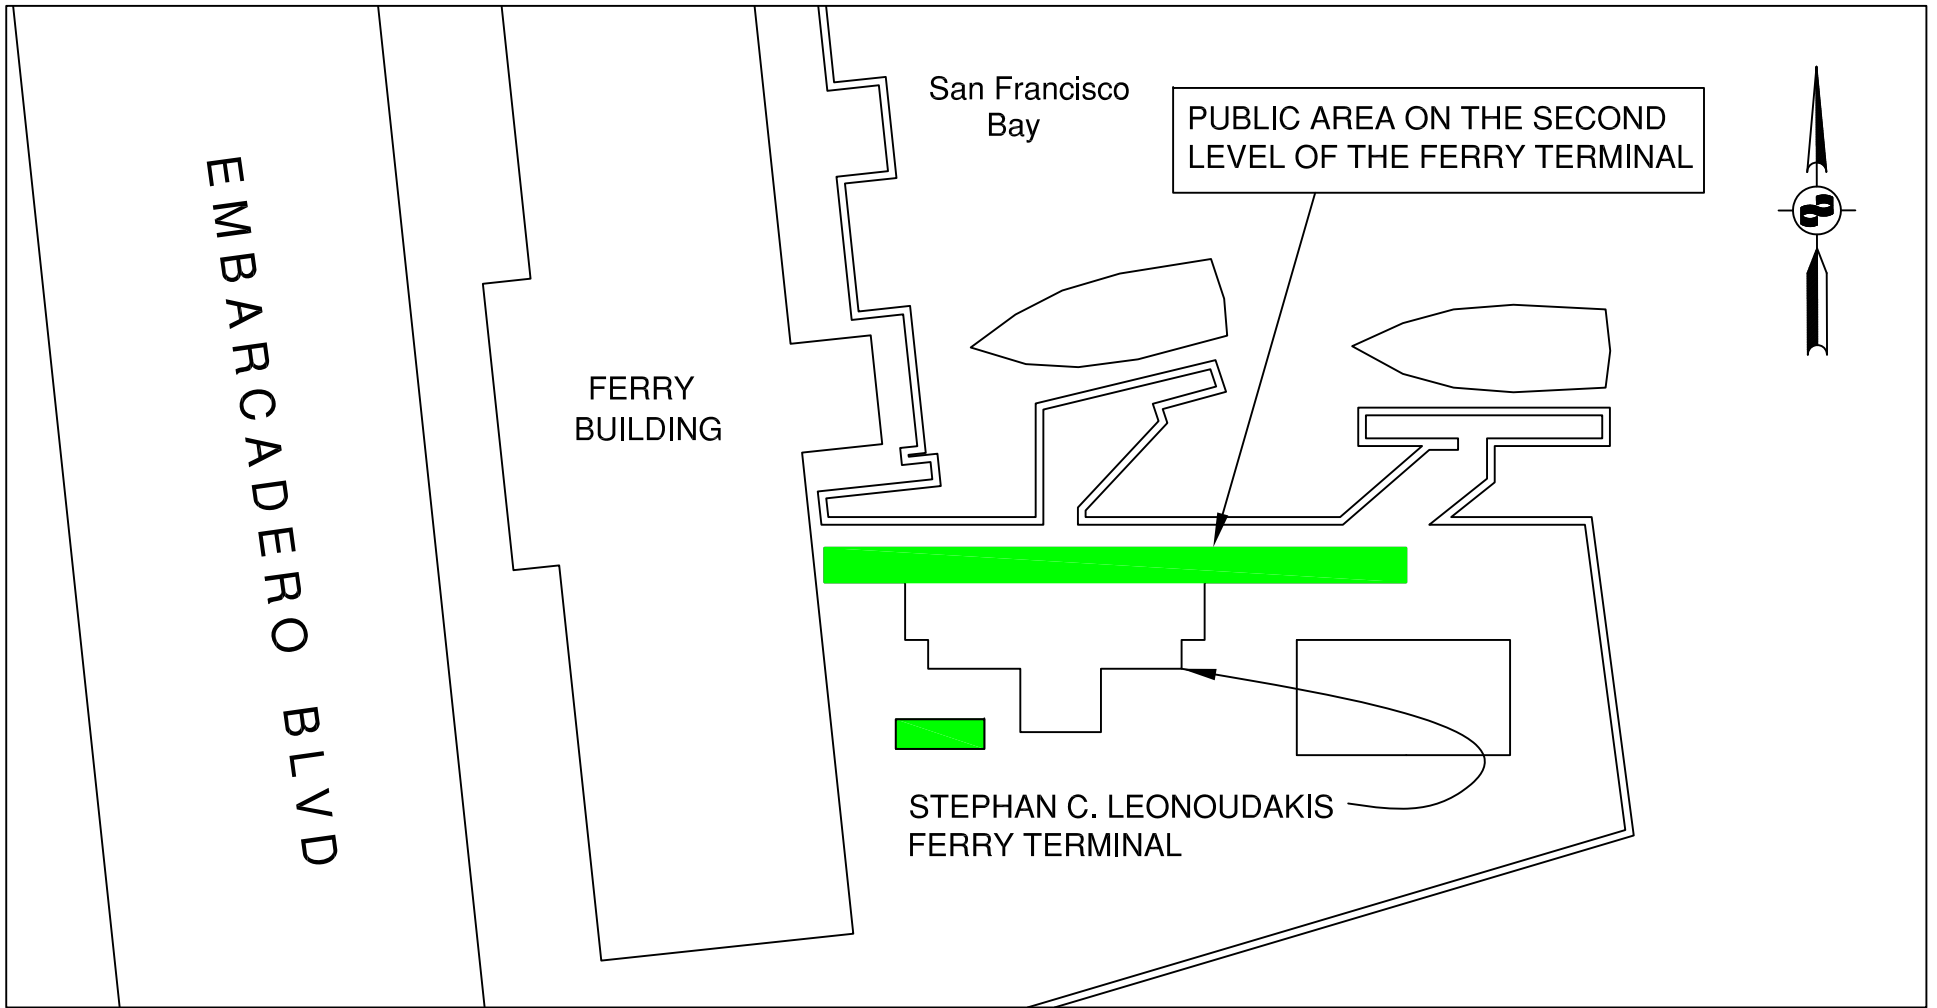 San Francisco
Bay
PUBLIC AREA ON THE SECOND
LEVEL OF THE FERRY TERMINAL
EMBARCADERO BLVD
FERRY
BUILDING
STEPHAN C. LEONOUDAKIS
FERRY TERMINAL